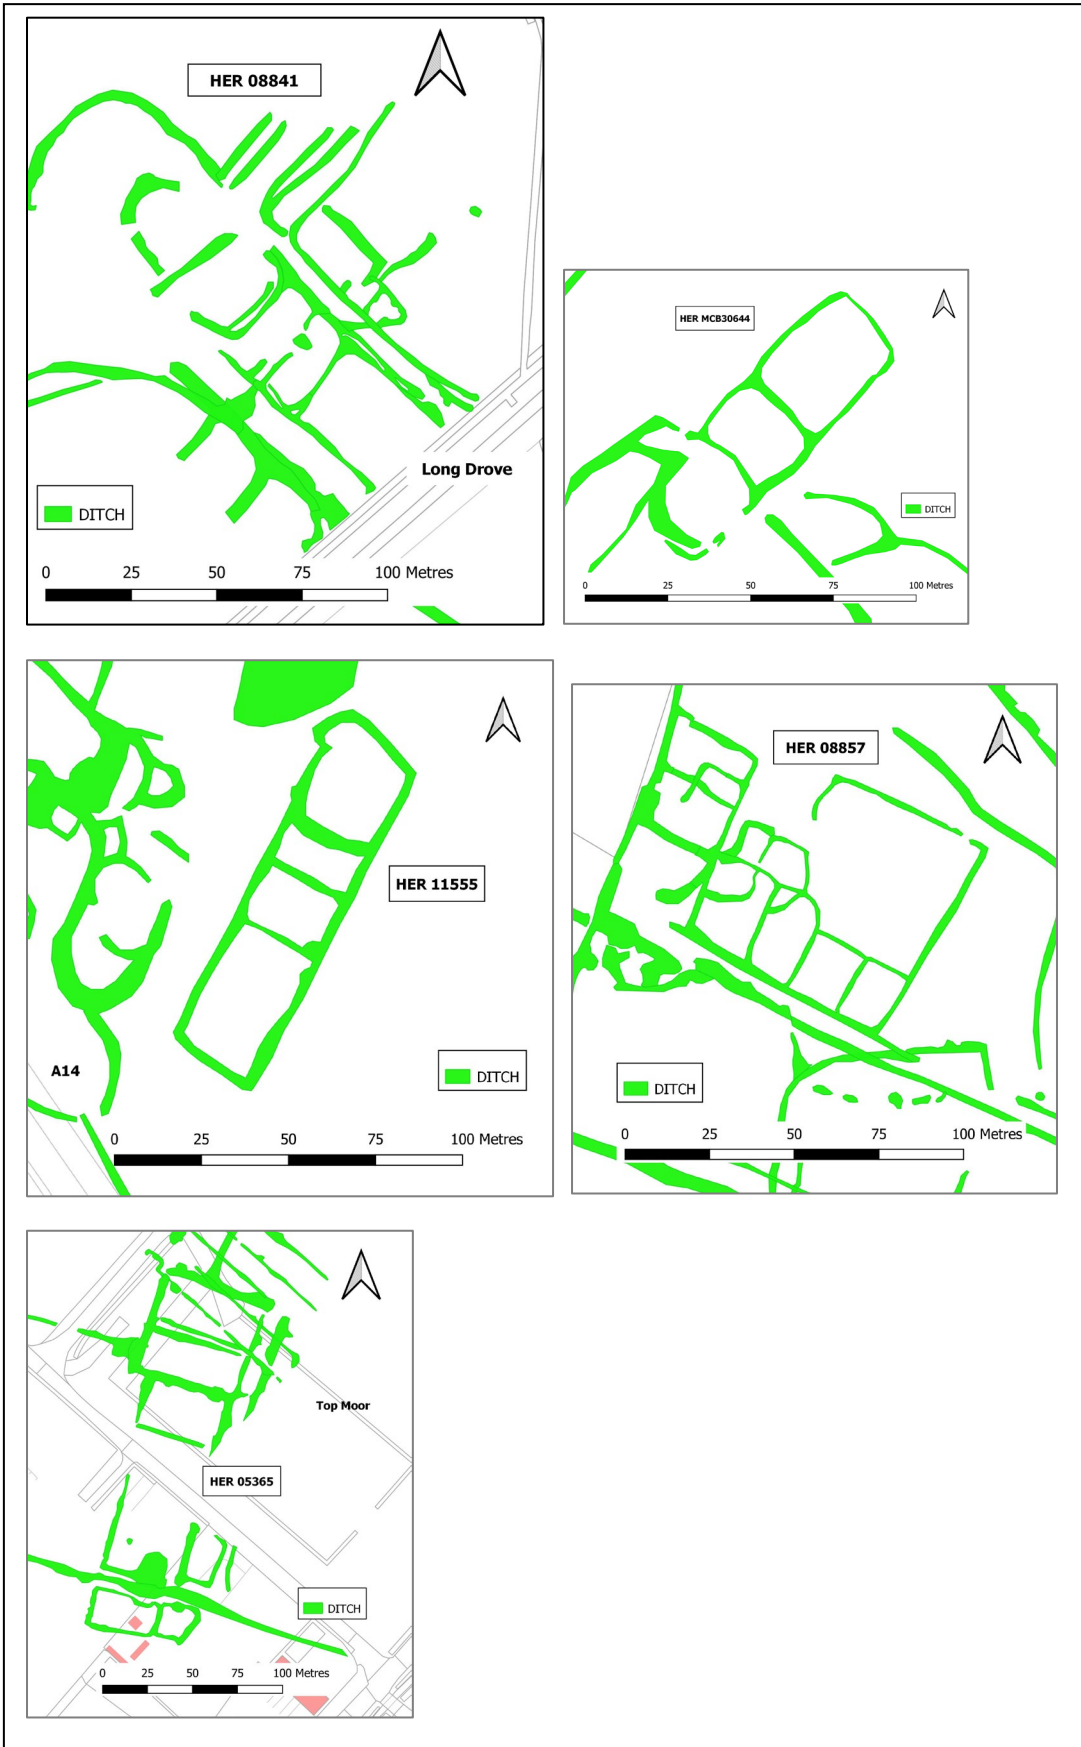 HER 08841
Long Drove
DITCH
0 25 50 75 100 Metres
HER MCB30644
DITCH
0 25 50 75 100 Metres
HER 11555
A14
DITCH
0 25 50 75 100 Metres
HER 08857
DITCH
0 25 50 75 100 Metres
Top Moor
HER 05365
DITCH
0 25 50 75 100 Metres